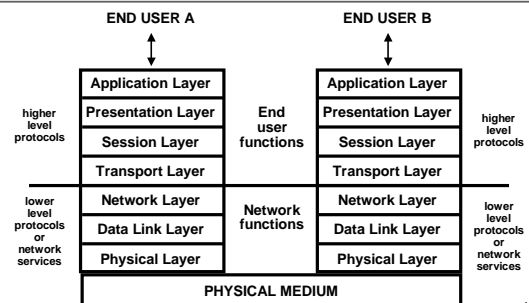 END USER A
END USER B
Application Layer
Presentation Layer
Session Layer
Transport Layer
Network Layer
Data Link Layer
Physical Layer
higher
level
protocols
lower
level
protocols
or
network
services
End
user
functions
Network
functions
Application Layer
Presentation Layer
Session Layer
Transport Layer
Network Layer
Data Link Layer
Physical Layer
higher
level
protocols
lower
level
protocols
or
network
services
PHYSICAL MEDIUM